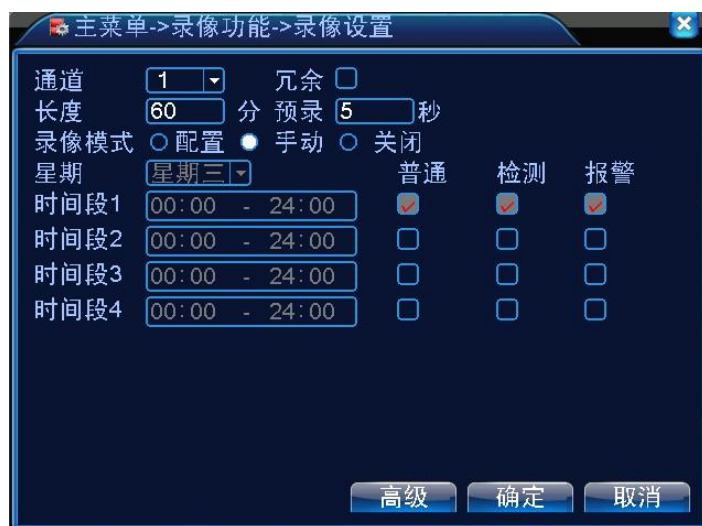 主菜单->录像功能->录像设置
通道 1 冗余
长度 60 分 预录 5 秒
录像模式 配置 手动 关闭
星期 星期三 普通 检测 报警
时间段1 00:00 - 24:00
时间段2 00:00 - 24:00
时间段3 00:00 - 24:00
时间段4 00:00 - 24:00
高级 确定 取消